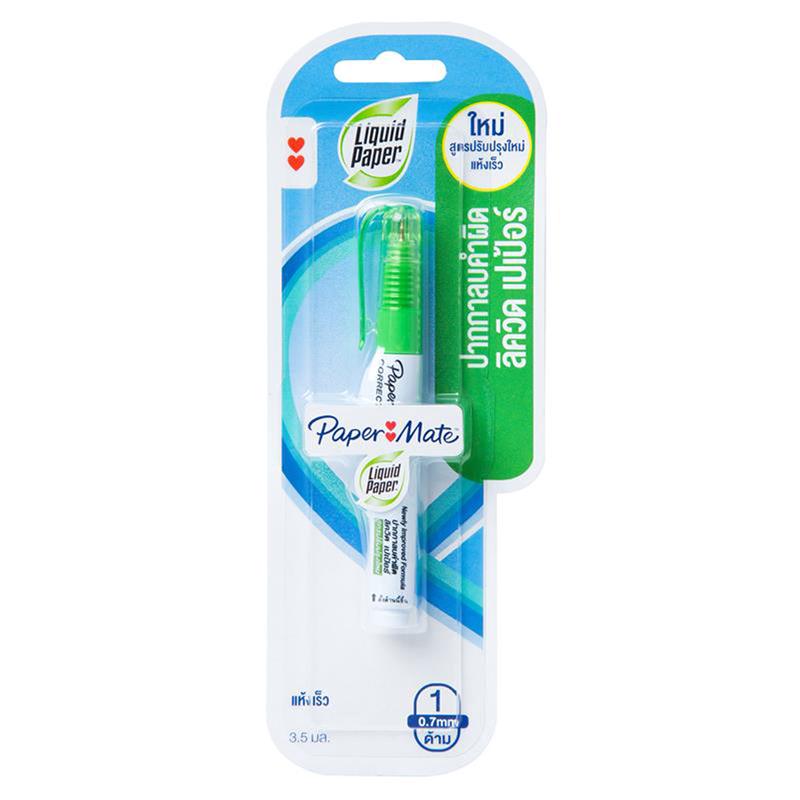 Liquid
Paper™
ใหม่
สูตรปรับปรุงใหม่
แห้งเร็ว
ปากกาลบคำผิด
ลิควิด เปเปอร์
Paper
CORREC
Paper Mate
Liquid
Paper
Newly Improved Formula
ปากกาลบคำผิด
ลิควิด เปเปอร์
แห้งเร็ว
3.5 มล.
1
0.7mm
ด้าม